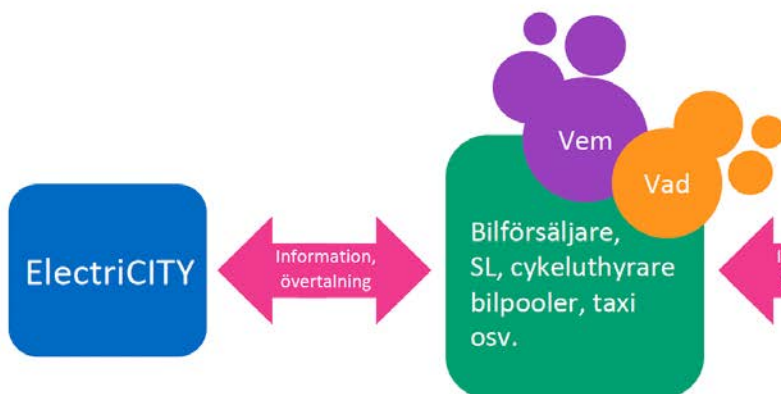 Vem
Vad
ElectriCITY
Information,
övertalning
Bilförsäljare,
SL, cykeluthyrare
bilpooler, taxi
osv.